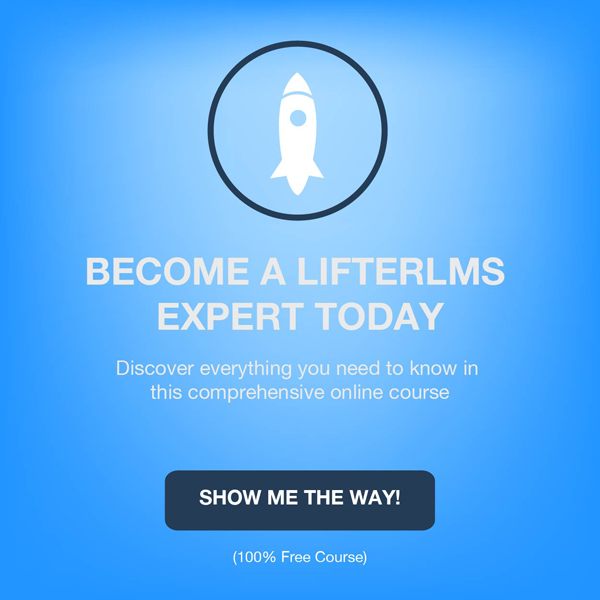 BECOME A LIFTERLMS
EXPERT TODAY
Discover everything you need to know in
this comprehensive online course
SHOW ME THE WAY!
(100% Free Course)